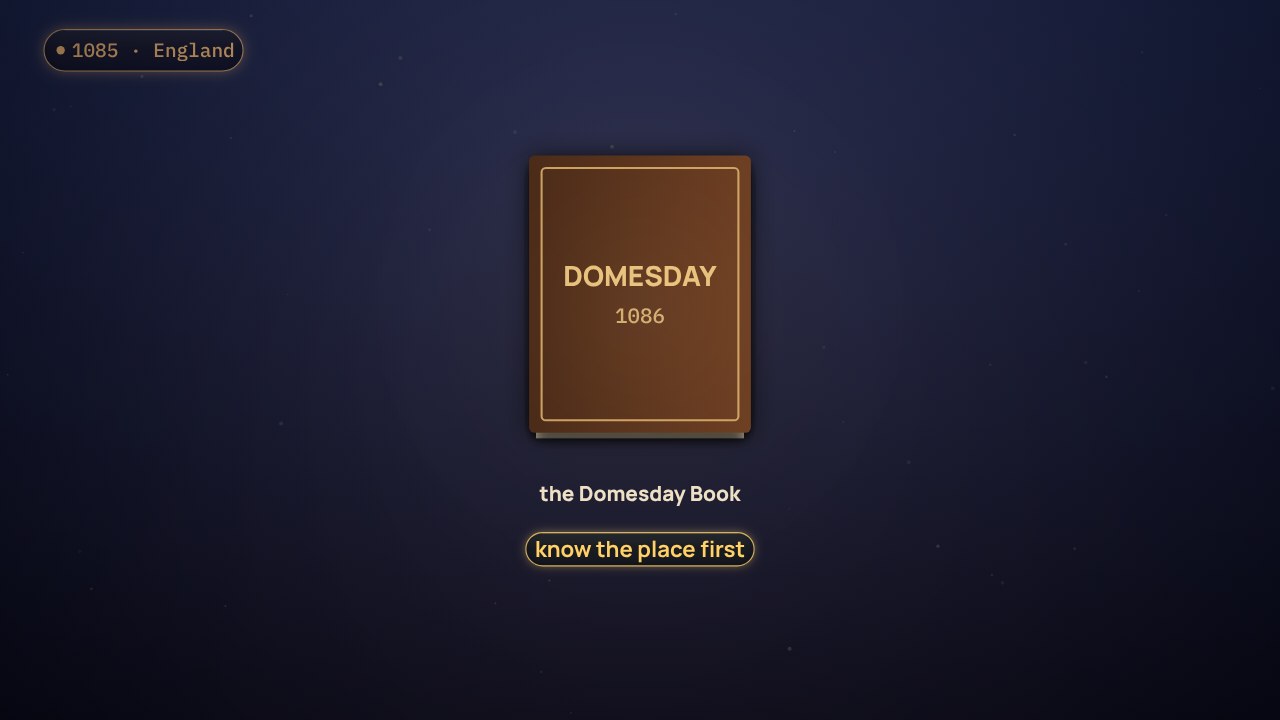 1085 · England
DOMESDAY
1086
the Domesday Book
know the place first